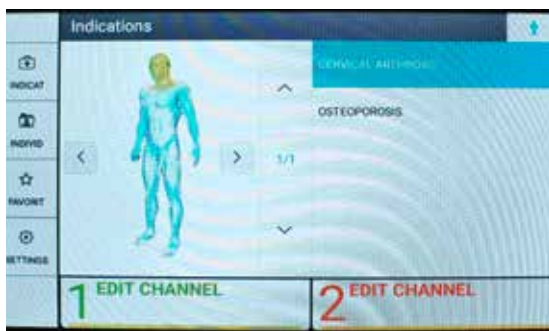 Indications
INDICAT
INDIVID
FAVORIT
SETTINGS
CERVICAL ARTHROSIS
OSTEOPOROSIS
1/1
1 EDIT CHANNEL
2 EDIT CHANNEL